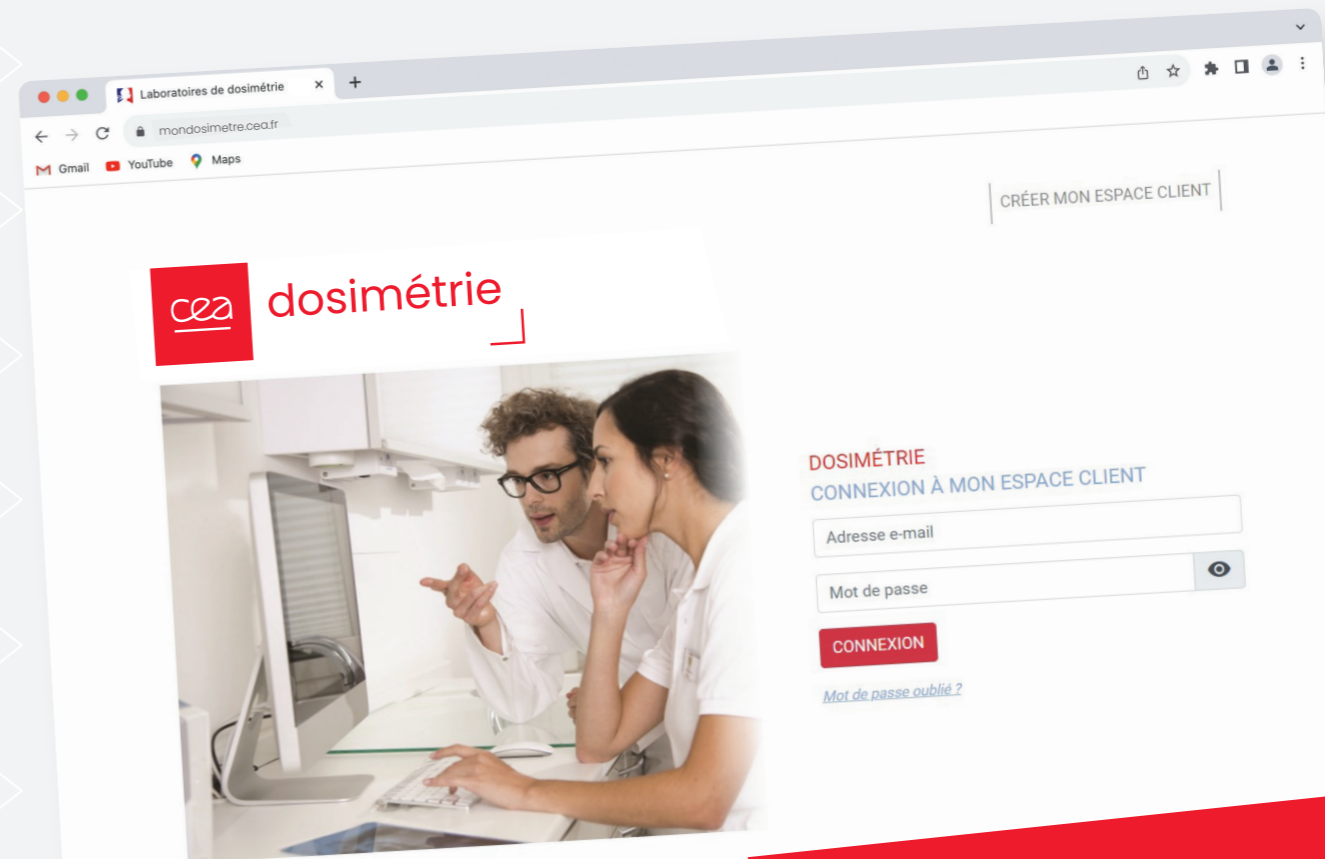 Laboratoires de dosimétrie
mondosimetre.cea.fr
Gmail YouTube Maps
CRÉER MON ESPACE CLIENT
cea dosimétrie
DOSIMÉTRIE
CONNEXION À MON ESPACE CLIENT
Adresse e-mail
Mot de passe
CONNEXION
Mot de passe oublié ?